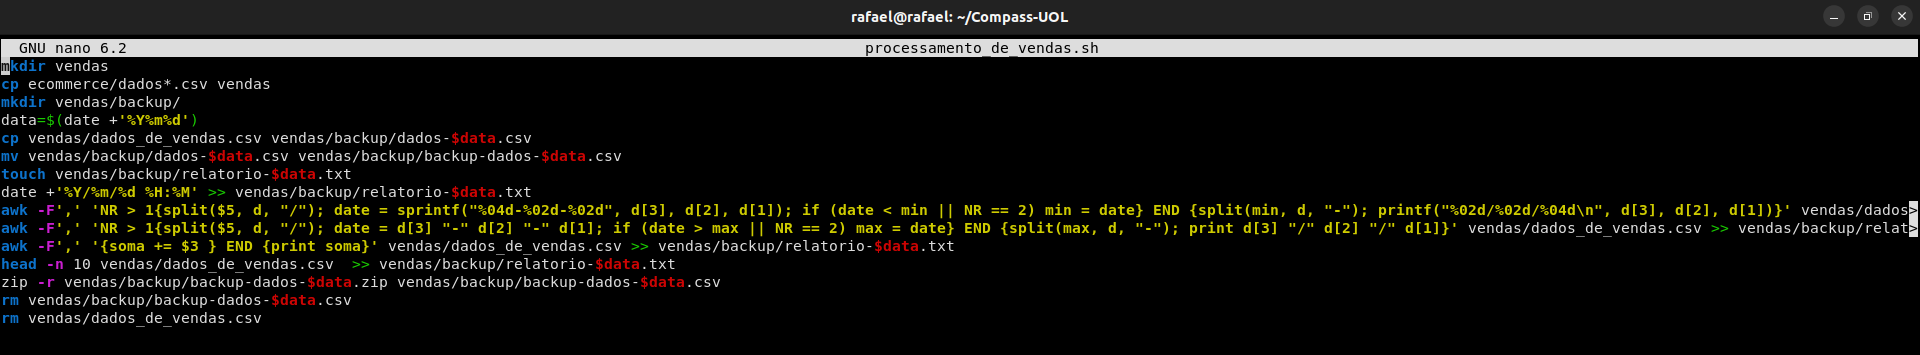 rafael@rafael: ~/Compass-UOL
GNU nano 6.2 processamento_de_vendas.sh
mkdir vendas
cp ecommerce/dados*.csv vendas
mkdir vendas/backup/
data=$(date +'%Y%m%d')
cp vendas/dados_de_vendas.csv vendas/backup/dados-$data.csv
mv vendas/backup/dados-$data.csv vendas/backup/backup-dados-$data.csv
touch vendas/backup/relatorio-$data.txt
date +'%Y/%m/%d %H:%M' >> vendas/backup/relatorio-$data.txt
awk -F',' 'NR > 1{split($5, d, "/"); date = sprintf("%04d-%02d-%02d", d[3], d[2], d[1]); if (date < min || NR == 2) min = date} END {split(min, d, "-"); printf("%02d/%02d/%04d\n", d[3], d[2], d[1])}' vendas/dados>
awk -F',' 'NR > 1{split($5, d, "/"); date = d[3] "-" d[2] "-" d[1]; if (date > max || NR == 2) max = date} END {split(max, d, "-"); print d[3] "/" d[2] "/" d[1]}' vendas/dados_de_vendas.csv >> vendas/backup/relat>
awk -F',' '{soma += $3 } END {print soma}' vendas/dados_de_vendas.csv >> vendas/backup/relatorio-$data.txt
head -n 10 vendas/dados_de_vendas.csv  >> vendas/backup/relatorio-$data.txt
zip -r vendas/backup/backup-dados-$data.zip vendas/backup/backup-dados-$data.csv
rm vendas/backup/backup-dados-$data.csv
rm vendas/dados_de_vendas.csv